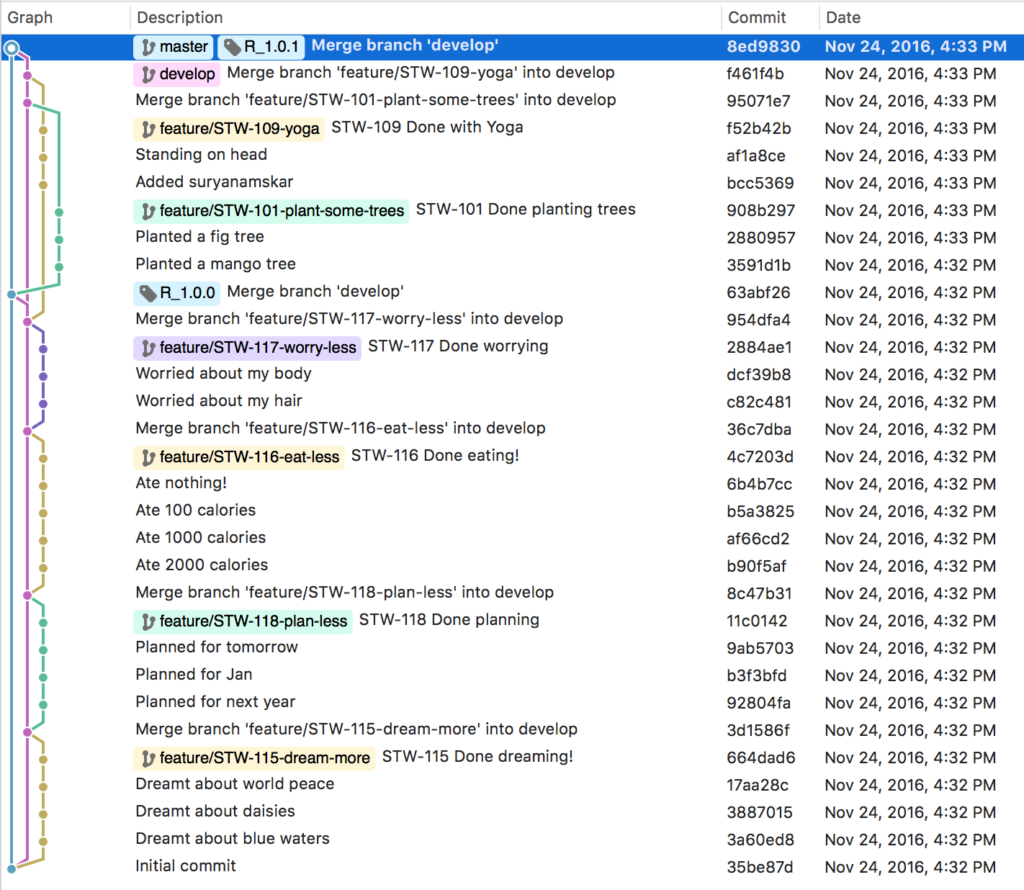 Graph Description Commit Date
master R_1.0.1 Merge branch 'develop' 8ed9830 Nov 24, 2016, 4:33 PM
develop Merge branch 'feature/STW-109-yoga' into develop f461f4b Nov 24, 2016, 4:33 PM
Merge branch 'feature/STW-101-plant-some-trees' into develop 95071e7 Nov 24, 2016, 4:33 PM
feature/STW-109-yoga STW-109 Done with Yoga f52b42b Nov 24, 2016, 4:33 PM
Standing on head af1a8ce Nov 24, 2016, 4:33 PM
Added suryanamskar bcc5369 Nov 24, 2016, 4:33 PM
feature/STW-101-plant-some-trees STW-101 Done planting trees 908b297 Nov 24, 2016, 4:33 PM
Planted a fig tree 2880957 Nov 24, 2016, 4:33 PM
Planted a mango tree 3591d1b Nov 24, 2016, 4:32 PM
R_1.0.0 Merge branch 'develop' 63abf26 Nov 24, 2016, 4:32 PM
Merge branch 'feature/STW-117-worry-less' into develop 954dfa4 Nov 24, 2016, 4:32 PM
feature/STW-117-worry-less STW-117 Done worrying 2884ae1 Nov 24, 2016, 4:32 PM
Worried about my body dcf39b8 Nov 24, 2016, 4:32 PM
Worried about my hair c82c481 Nov 24, 2016, 4:32 PM
Merge branch 'feature/STW-116-eat-less' into develop 36c7dba Nov 24, 2016, 4:32 PM
feature/STW-116-eat-less STW-116 Done eating! 4c7203d Nov 24, 2016, 4:32 PM
Ate nothing! 6b4b7cc Nov 24, 2016, 4:32 PM
Ate 100 calories b5a3825 Nov 24, 2016, 4:32 PM
Ate 1000 calories af66cd2 Nov 24, 2016, 4:32 PM
Ate 2000 calories b90f5af Nov 24, 2016, 4:32 PM
Merge branch 'feature/STW-118-plan-less' into develop 8c47b31 Nov 24, 2016, 4:32 PM
feature/STW-118-plan-less STW-118 Done planning 11c0142 Nov 24, 2016, 4:32 PM
Planned for tomorrow 9ab5703 Nov 24, 2016, 4:32 PM
Planned for Jan b3f3bfd Nov 24, 2016, 4:32 PM
Planned for next year 92804fa Nov 24, 2016, 4:32 PM
Merge branch 'feature/STW-115-dream-more' into develop 3d1586f Nov 24, 2016, 4:32 PM
feature/STW-115-dream-more STW-115 Done dreaming! 664dad6 Nov 24, 2016, 4:32 PM
Dreamt about world peace 17aa28c Nov 24, 2016, 4:32 PM
Dreamt about daisies 3887015 Nov 24, 2016, 4:32 PM
Dreamt about blue waters 3a60ed8 Nov 24, 2016, 4:32 PM
Initial commit 35be87d Nov 24, 2016, 4:32 PM